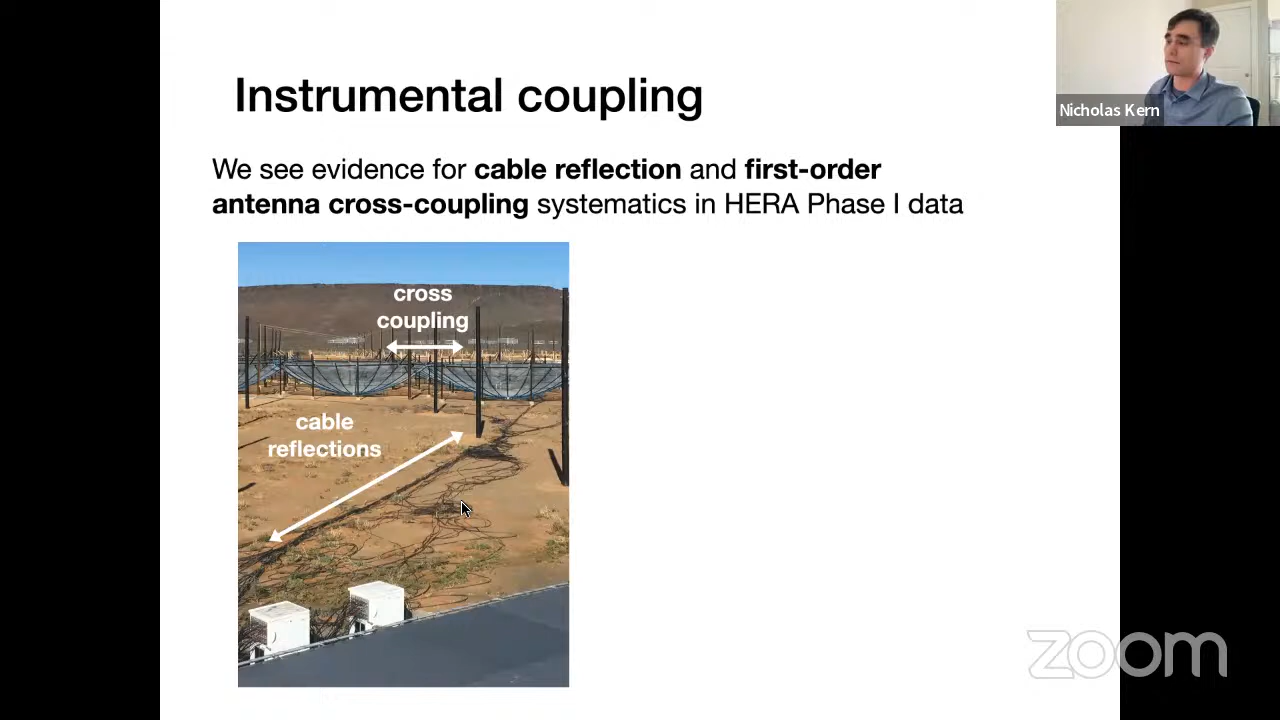 Instrumental coupling
Nicholas Kern
We see evidence for cable reflection and first-order
antenna cross-coupling systematics in HERA Phase I data
cross
coupling
cable
reflections
zoom